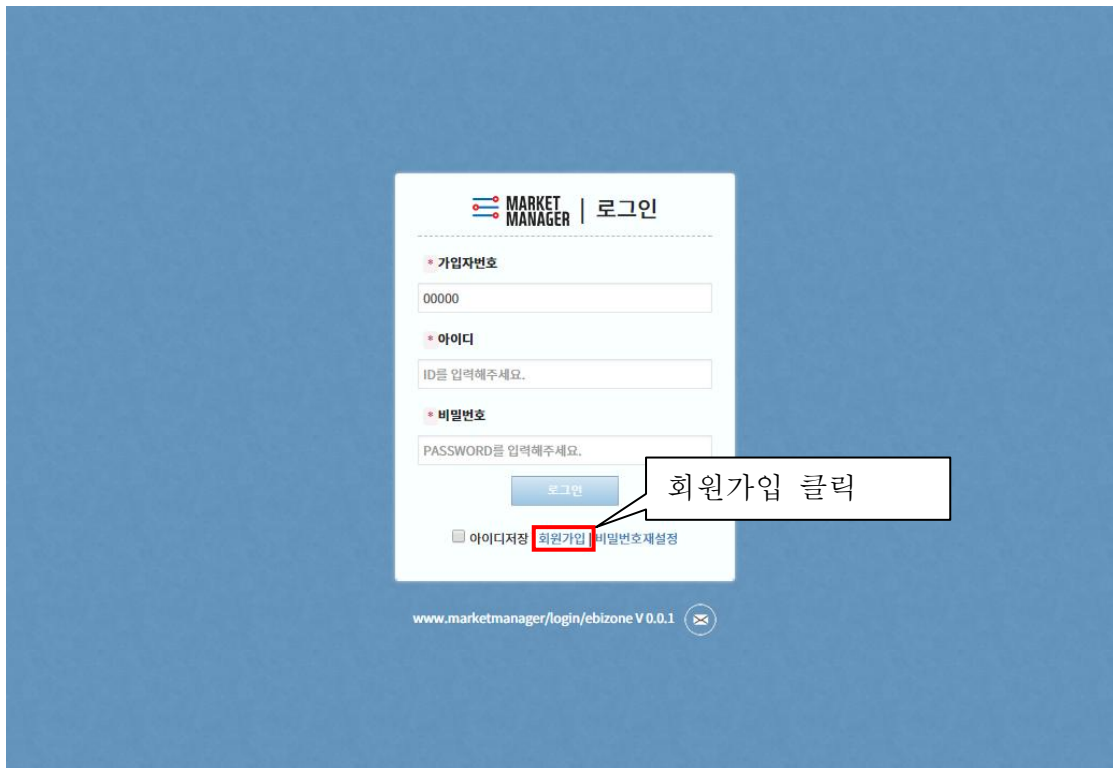 MARKET
MANAGER | 로그인
* 가입자번호
00000
* 아이디
ID를 입력해주세요.
* 비밀번호
PASSWORD를 입력해주세요.
로그인
회원가입 클릭
아이디저장 회원가입 | 비밀번호재설정
www.marketmanager/login/ebizone V 0.0.1